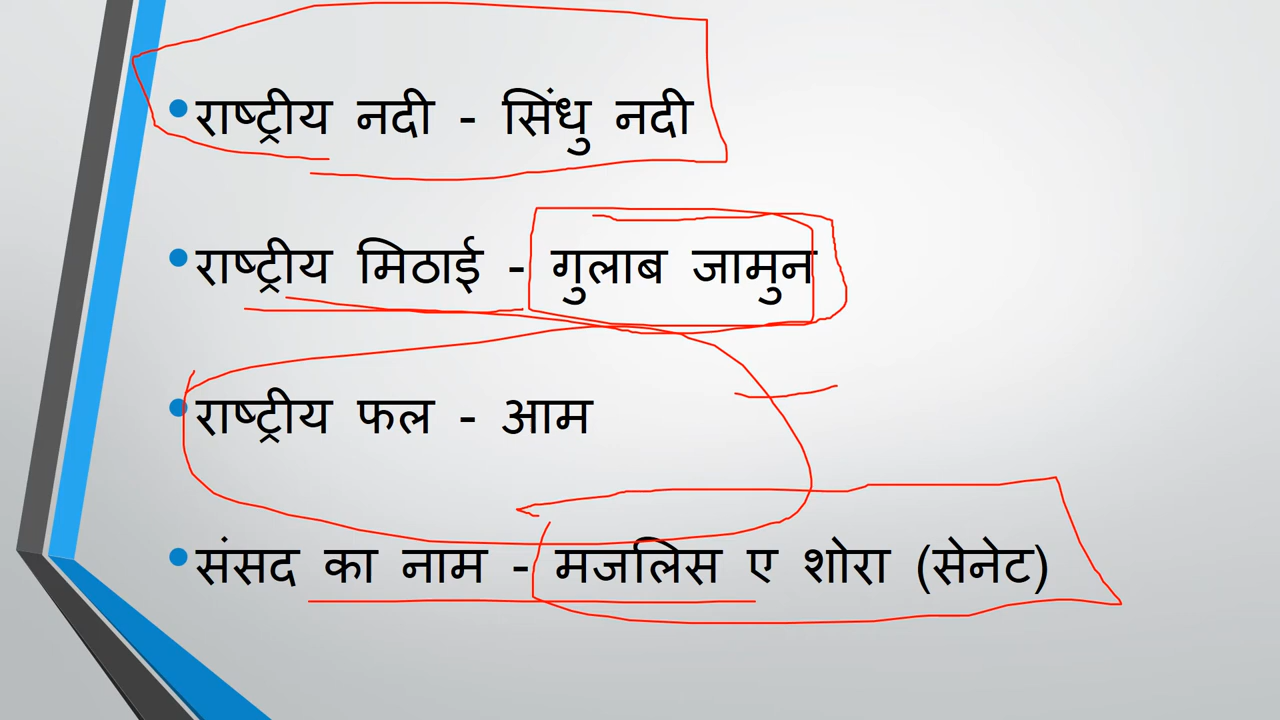 • राष्ट्रीय नदी - सिंधु नदी
• राष्ट्रीय मिठाई - गुलाब जामुन
• राष्ट्रीय फल - आम
• संसद का नाम - मजलिस ए शोरा (सेनेट)